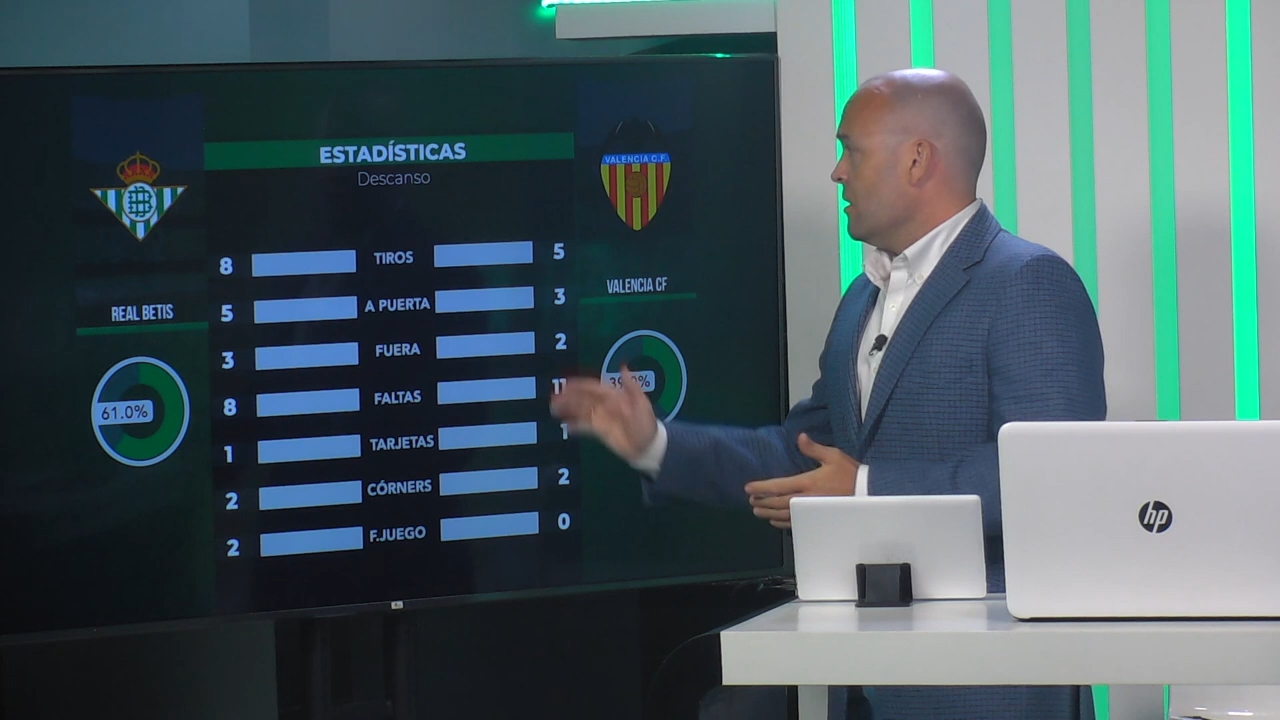 ESTADÍSTICAS
Descanso
VALENCIA C.F
REAL BETIS
VALENCIA CF
8 TIROS 5
5 A PUERTA 3
3 FUERA 2
8 FALTAS 11
1 TARJETAS 1
2 CÓRNERS 2
2 F.JUEGO 0
61.0%
hp